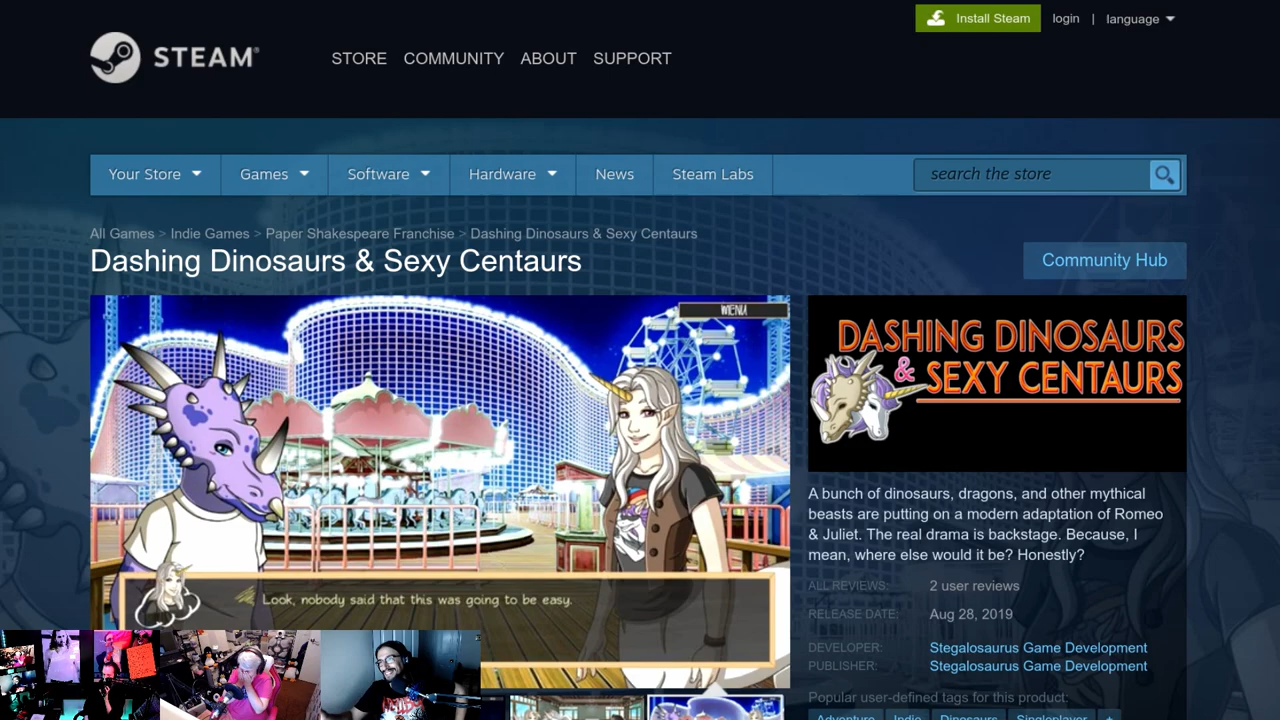 Install Steam
login
|
language
STEAM®
STORE
COMMUNITY
ABOUT
SUPPORT
Your Store
Games
Software
Hardware
News
Steam Labs
search the store
All Games > Indie Games > Paper Shakespeare Franchise > Dashing Dinosaurs & Sexy Centaurs
Dashing Dinosaurs & Sexy Centaurs
Community Hub
MENU
Look, nobody said that this was going to be easy.
DASHING DINOSAURS
& SEXY CENTAURS
A bunch of dinosaurs, dragons, and other mythical
beasts are putting on a modern adaptation of Romeo
& Juliet. The real drama is backstage. Because, I
mean, where else would it be? Honestly?
ALL REVIEWS: 2 user reviews
RELEASE DATE: Aug 28, 2019
DEVELOPER: Stegalosaurus Game Development
PUBLISHER: Stegalosaurus Game Development
Popular user-defined tags for this product:
Adventure
Indie
Dinosaurs
Singleplayer
+